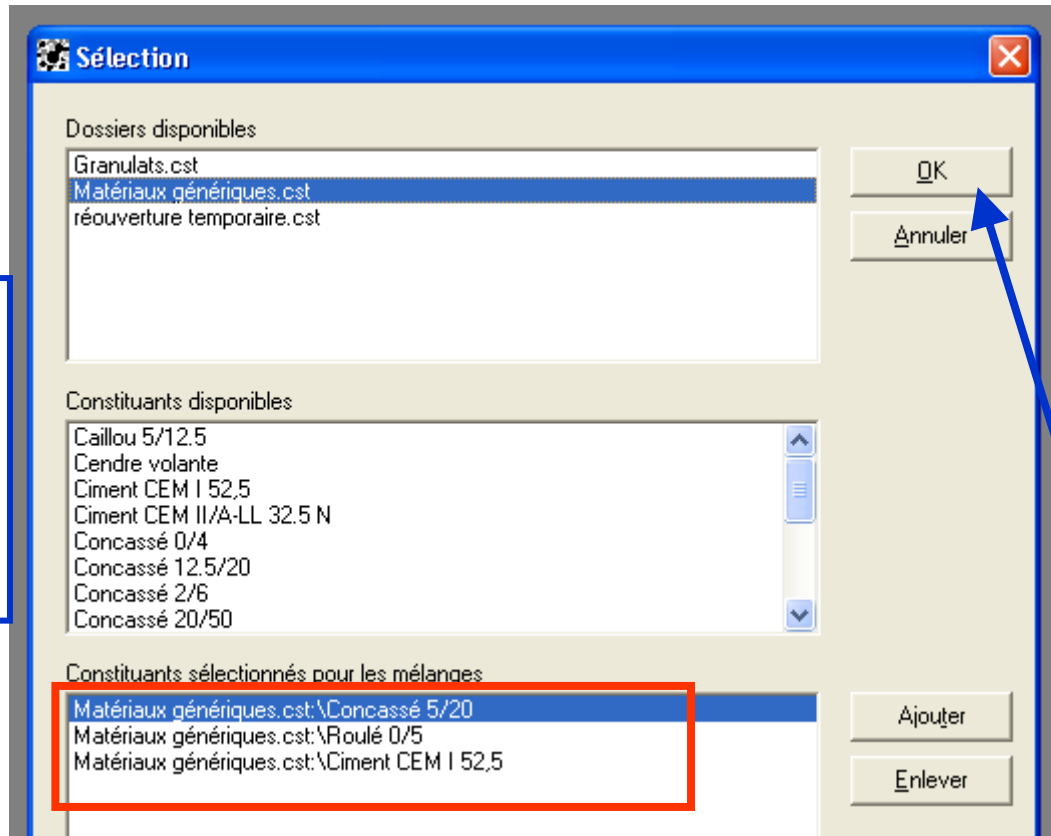 Sélection
Dossiers disponibles
Granulats.cst
Matériaux génériques.cst
réouverture temporaire.cst
OK
Annuler
Constituants disponibles
Caillou 5/12.5
Cendre volante
Ciment CEM I 52,5
Ciment CEM II/A-LL 32.5 N
Concassé 0/4
Concassé 12.5/20
Concassé 2/6
Concassé 20/50
Constituants sélectionnés pour les mélanges
Matériaux génériques.cst:\Concassé 5/20
Matériaux génériques.cst:\Roulé 0/5
Matériaux génériques.cst:\Ciment CEM I 52,5
Ajouter
Enlever